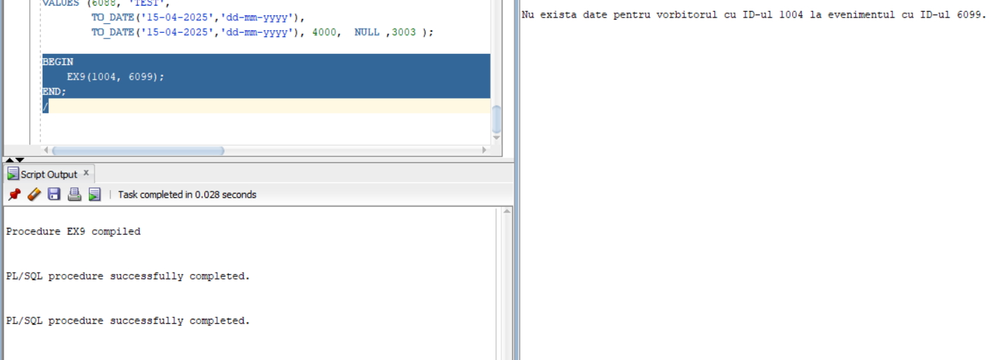 VALUES (6088, 'TEST',
TO_DATE('15-04-2025','dd-mm-yyyy'),
TO_DATE('15-04-2025','dd-mm-yyyy'), 4000, NULL ,3003 );
BEGIN
EX9(1004, 6099);
END;
/
Script Output x
Task completed in 0.028 seconds
Procedure EX9 compiled
PL/SQL procedure successfully completed.
PL/SQL procedure successfully completed.
Nu exista date pentru vorbitorul cu ID-ul 1004 la evenimentul cu ID-ul 6099.